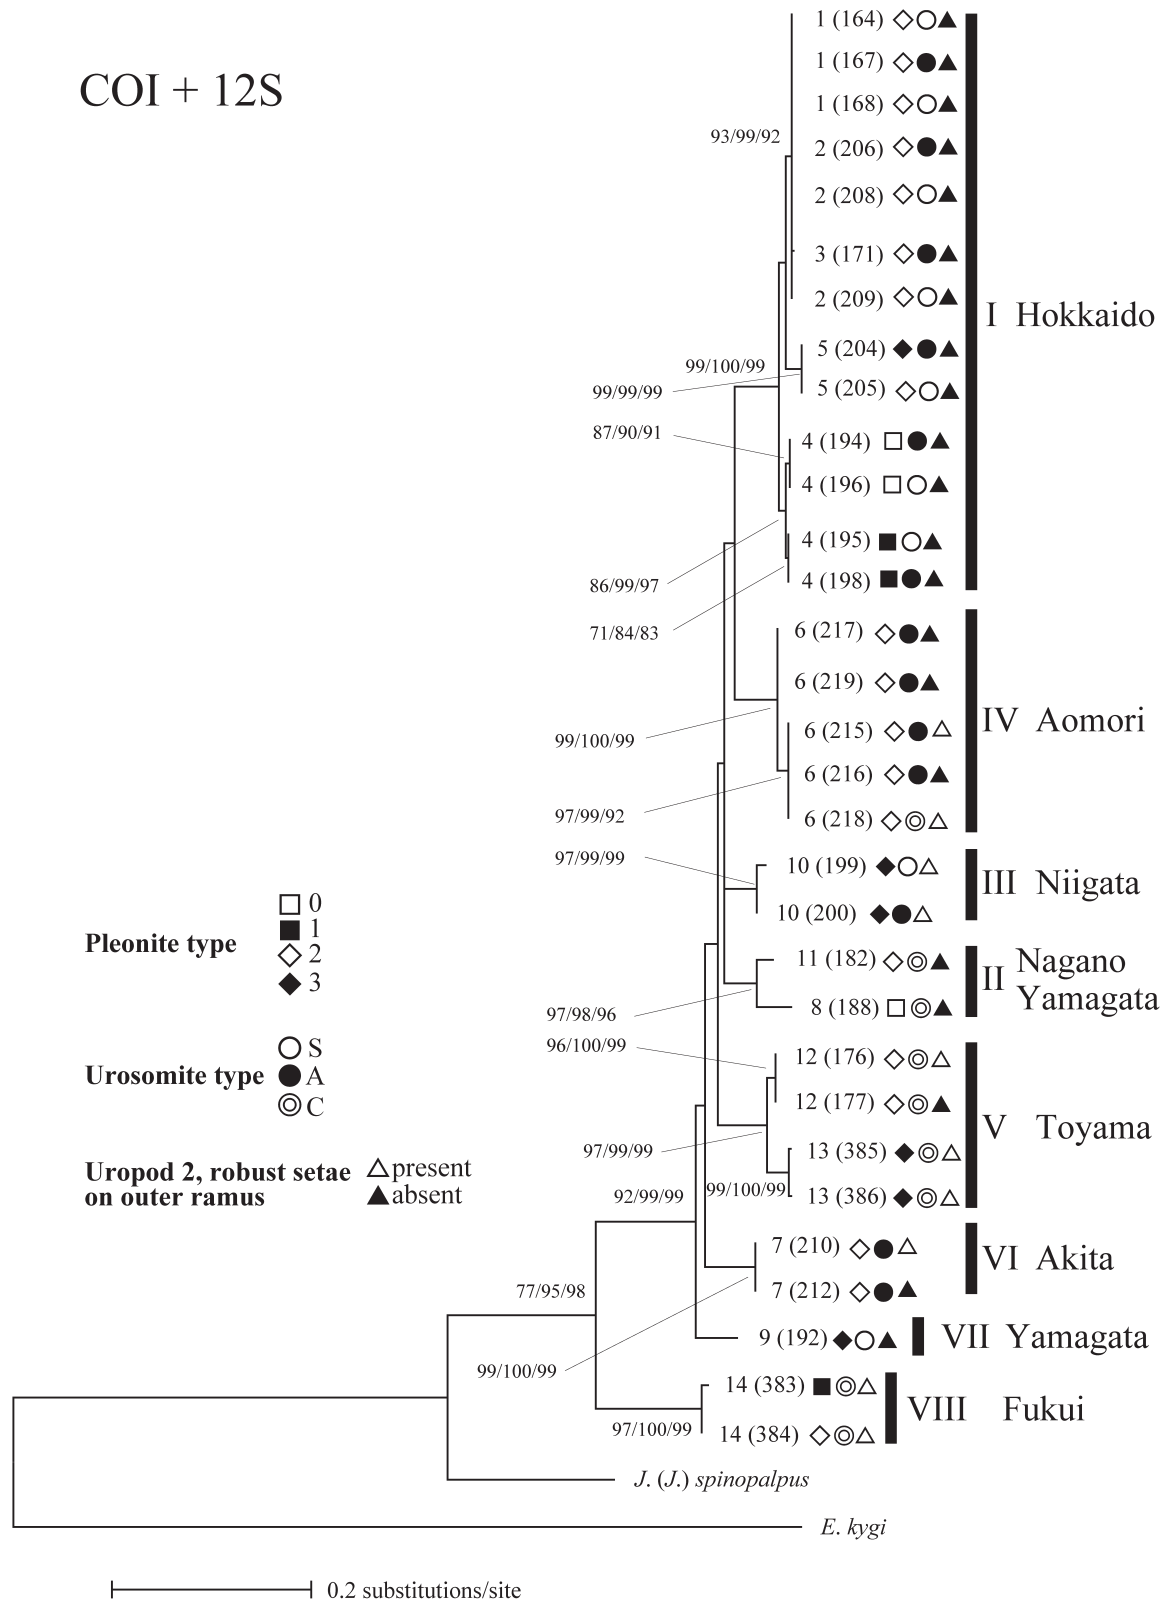 COI + 12S
1 (164)
1 (167)
1 (168)
93/99/92
2 (206)
2 (208)
3 (171)
2 (209)
I Hokkaido
5 (204)
99/100/99
5 (205)
99/99/99
87/90/91
4 (194)
4 (196)
4 (195)
4 (198)
86/99/97
71/84/83
6 (217)
6 (219)
IV Aomori
6 (215)
99/100/99
6 (216)
97/99/92
6 (218)
97/99/99
10 (199)
III Niigata
10 (200)
11 (182)
II Nagano
Yamagata
8 (188)
97/98/96
96/100/99
12 (176)
12 (177)
V Toyama
97/99/99
13 (385)
99/100/99
13 (386)
92/99/99
7 (210)
VI Akita
7 (212)
77/95/98
9 (192)
VII Yamagata
99/100/99
14 (383)
VIII Fukui
97/100/99
14 (384)
J. (J.) spinopalpus
E. kygi
Pleonite type
0
1
2
3
Urosomite type
S
A
C
Uropod 2, robust setae
on outer ramus
present
absent
0.2 substitutions/site